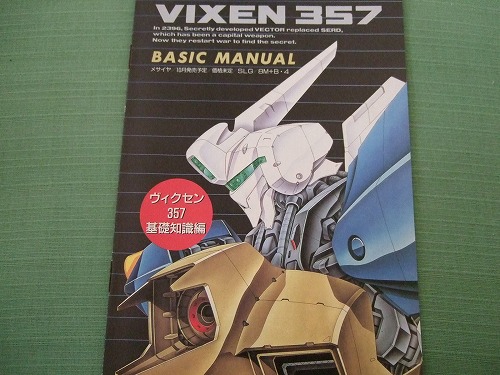 VIXEN 357
In 2396, Secretly developed VECTOR replaced SERD,
which has been a capital weapon.
Now they restart war to find the secret.
BASIC MANUAL
メサイヤ 10月発売予定 価格未定 SLG 8M+B・4
ヴィクセン
357
基礎知識編